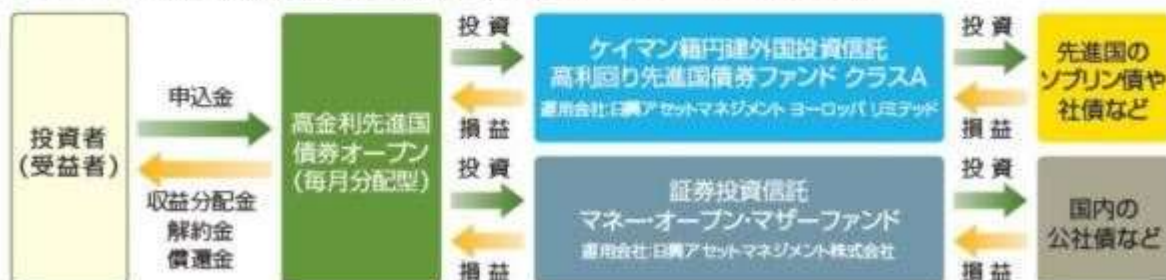 投資者
(受益者)
申込金
収益分配金
解約金
償還金
高金利先進国
債券オープン
(毎月分配型)
投資
損益
ケイマン籍円建外国投資信託
高利回り先進国債券ファンド クラスA
運用会社:日興アセットマネジメント ヨーロッパ リミテッド
投資
損益
先進国の
ソブリン債や
社債など
投資
損益
証券投資信託
マネー・オープン・マザーファンド
運用会社:日興アセットマネジメント株式会社
投資
損益
国内の
公社債など